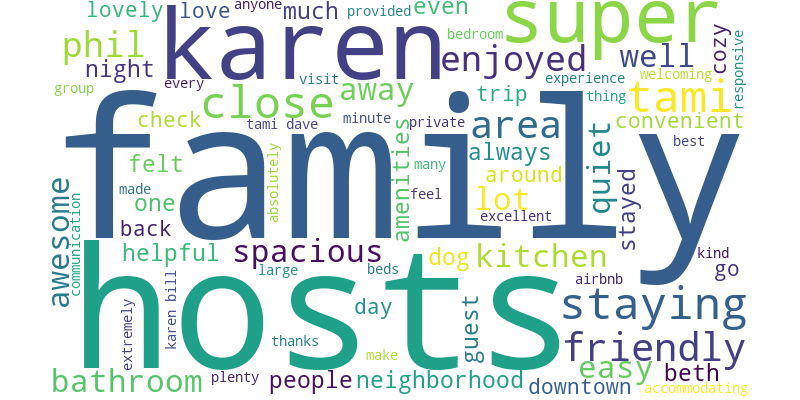 lovely
love
anyone
much
provided
even
super
phil
karen
bedroom
enjoyed
well
cozy
responsive
night
group
every
close
visit
away
experience
welcoming
thing
tami
trip
check
tami dave
minute
private
area
convenient
family
felt
absolutely
amenities
always
quiet
best
awesome
communication
made
one
many
feel
around
lot
excellent
stayed
back
helpful
spacious
dog
kitchen
kind
go
hosts
large
beds
airbnb
extremely
karen bill
day
guest
staying
thanks
make
friendly
bathroom
plenty
people
neighborhood
downtown
easy
beth
accommodating